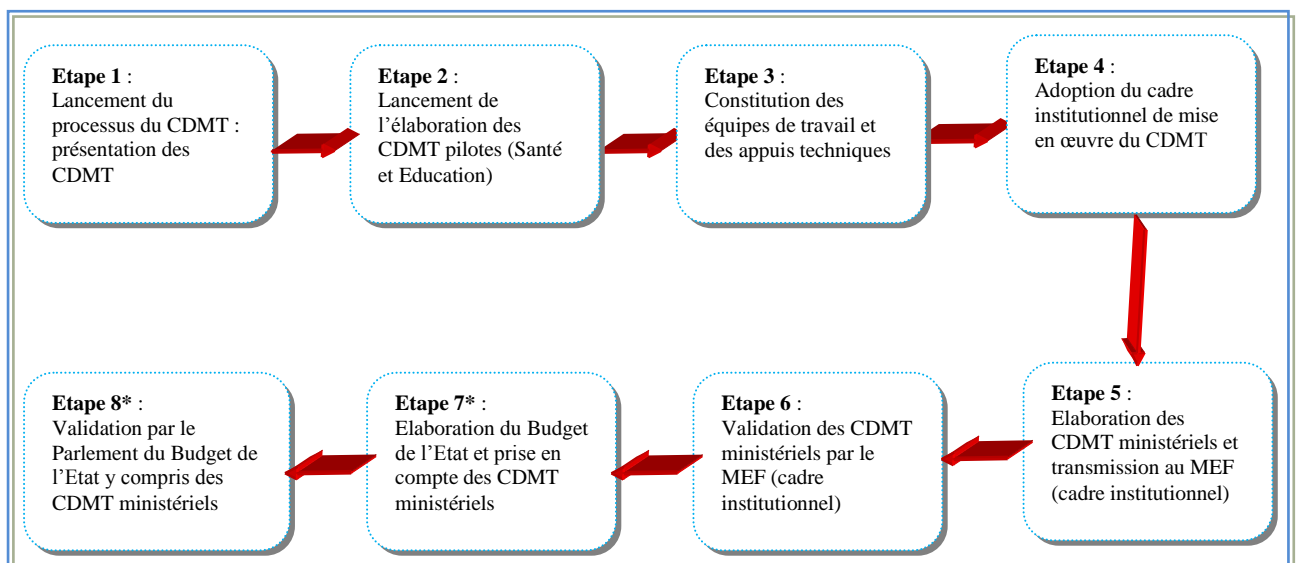 Etape 1 :
Lancement du
processus du CDMT :
présentation des
CDMT
Etape 2 :
Lancement de
l’élaboration des
CDMT pilotes (Santé
et Education)
Etape 3 :
Constitution des
équipes de travail et
des appuis techniques
Etape 4 :
Adoption du cadre
institutionnel de mise
en œuvre du CDMT
Etape 5 :
Elaboration des
CDMT ministériels et
transmission au MEF
(cadre institutionnel)
Etape 6 :
Validation des CDMT
ministériels par le
MEF (cadre
institutionnel)
Etape 7* :
Elaboration du Budget
de l’Etat et prise en
compte des CDMT
ministériels
Etape 8* :
Validation par le
Parlement du Budget de
l’Etat y compris des
CDMT ministériels